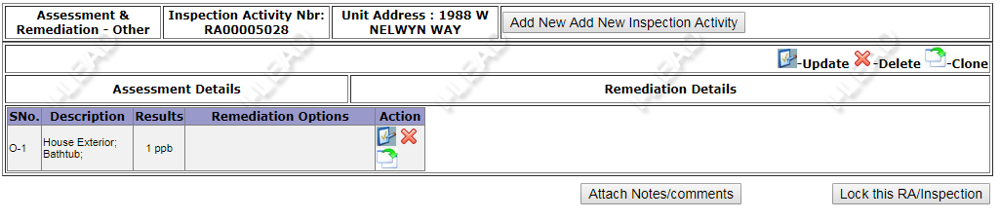 Assessment &
Remediation - Other
Inspection Activity Nbr:
RA00005028
Unit Address : 1988 W
NELWYN WAY
Add New Add New Inspection Activity
-Update -Delete -Clone
Assessment Details
Remediation Details
SNo. Description Results Remediation Options Action
O-1
House Exterior;
Bathtub;
1 ppb
Attach Notes/comments
Lock this RA/Inspection